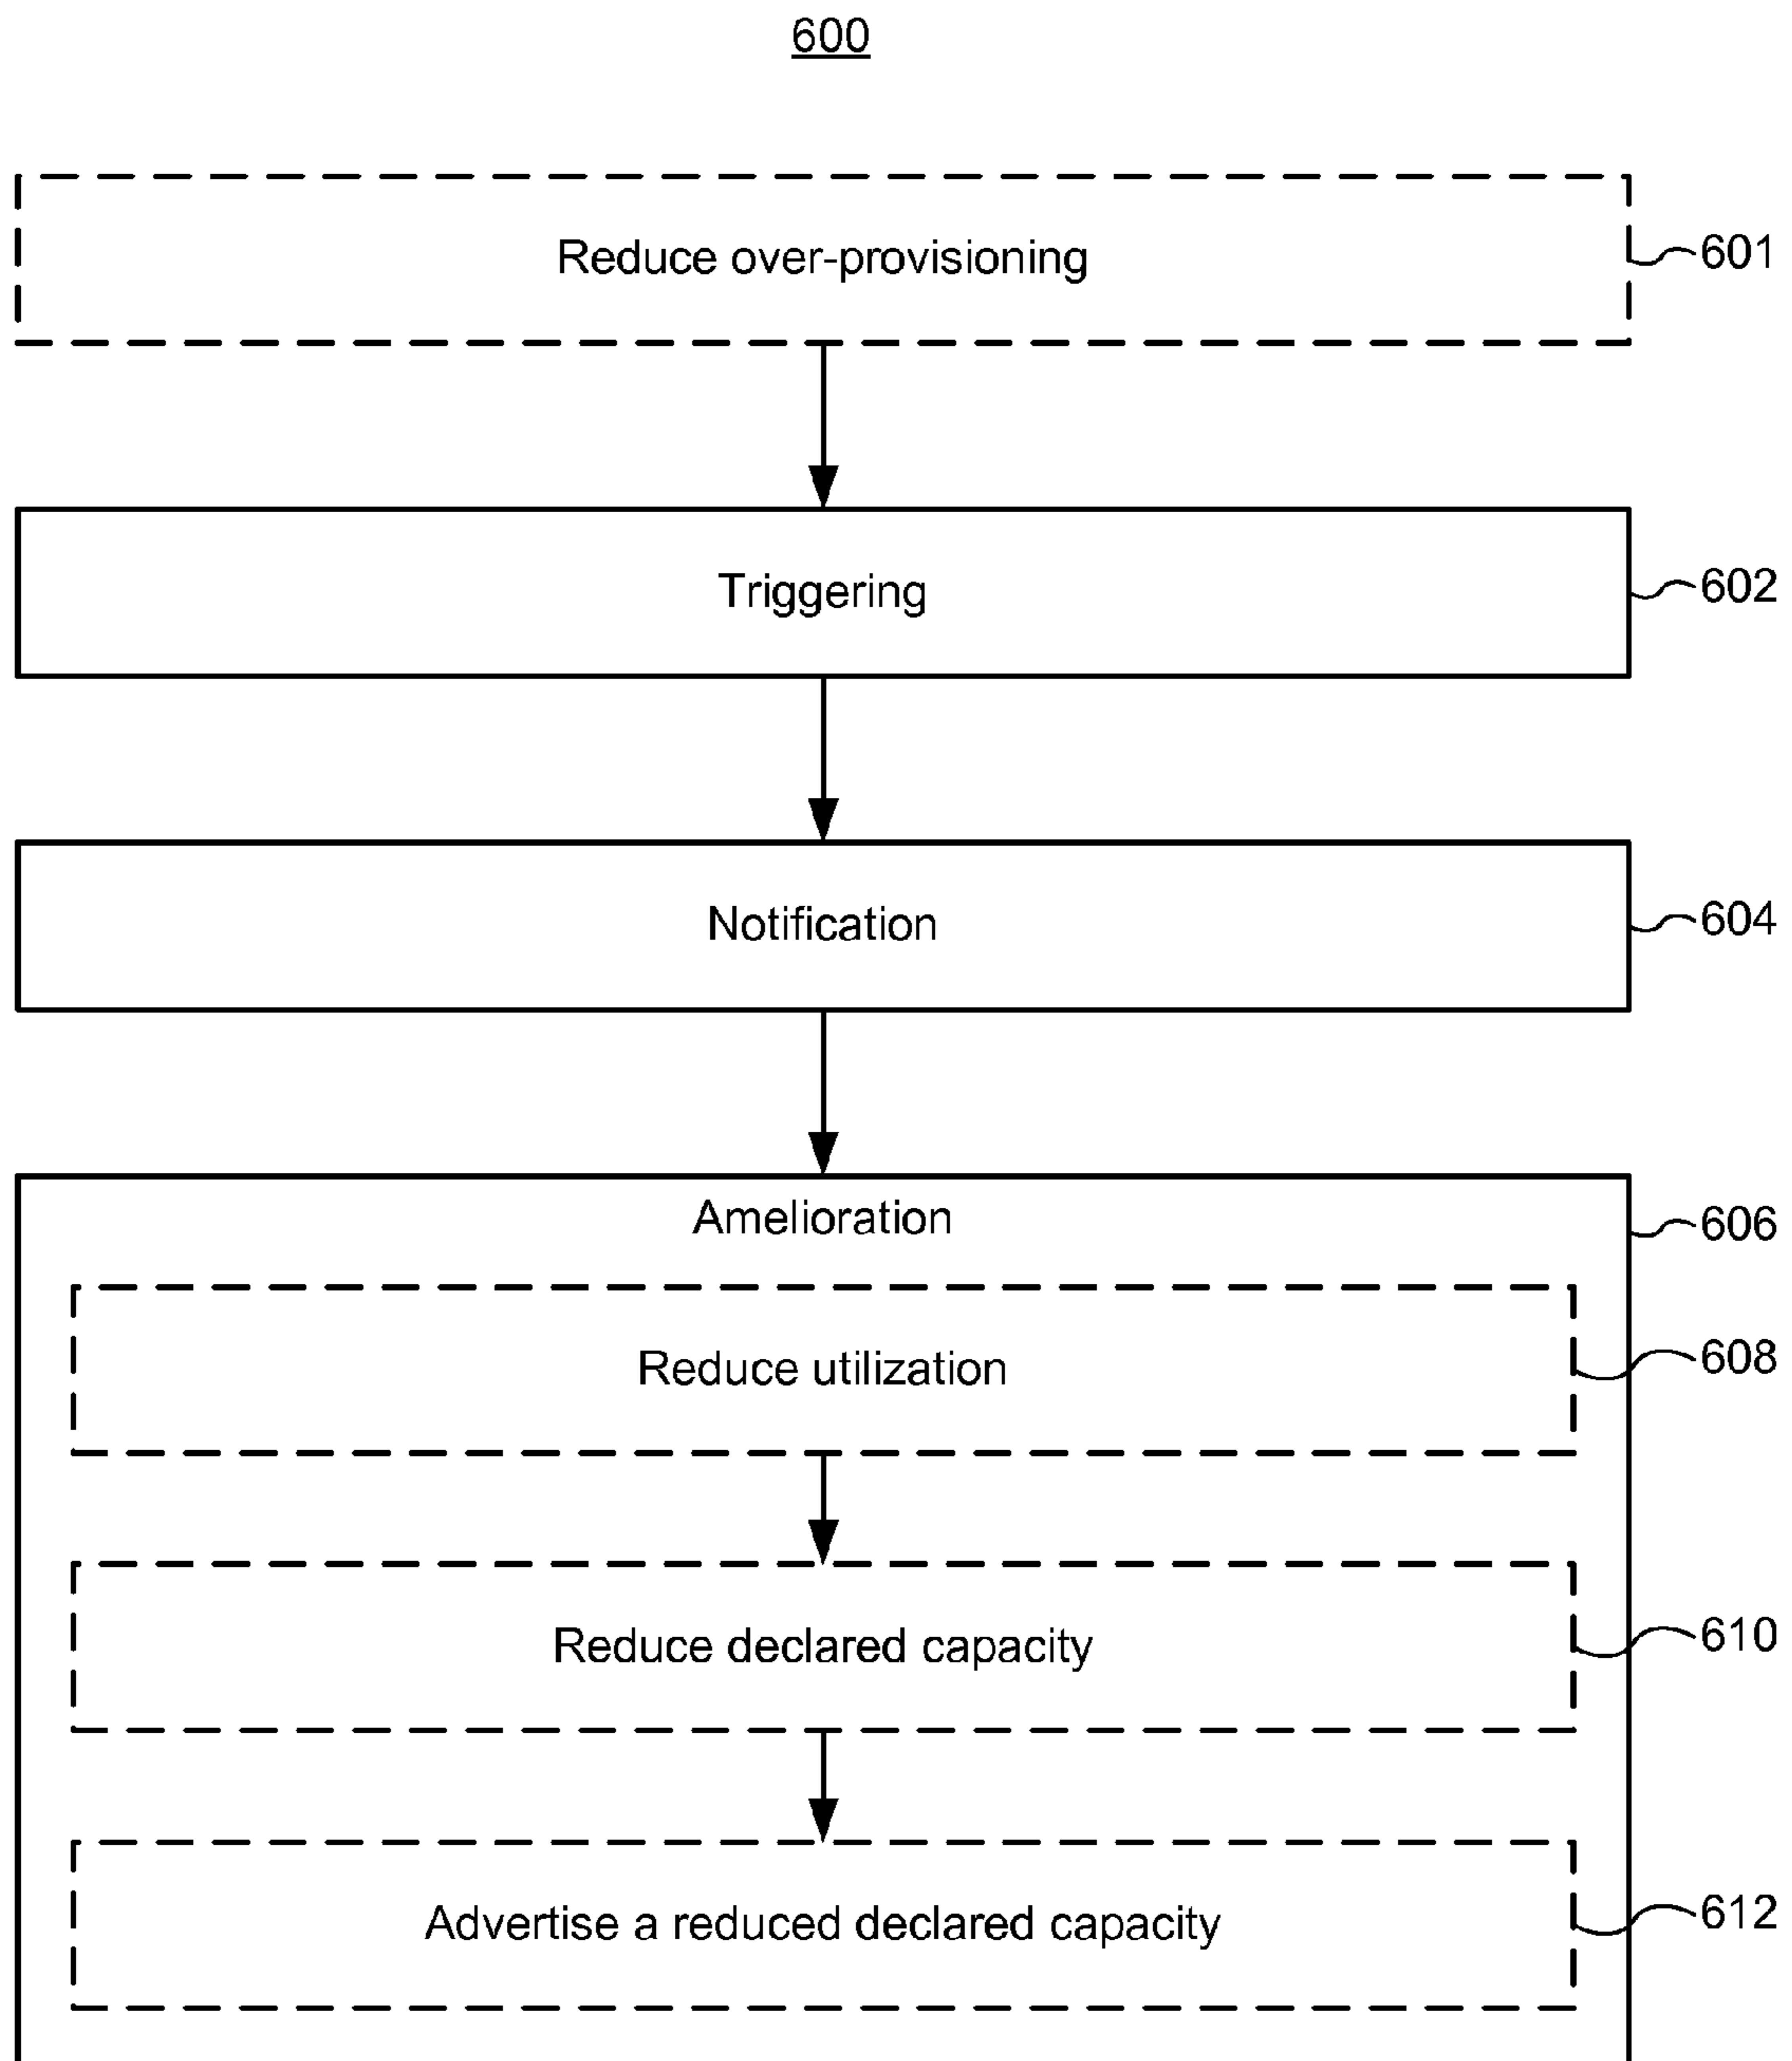 600
Reduce over-provisioning
601
Triggering
602
Notification
604
Amelioration
606
Reduce utilization
608
Reduce declared capacity
610
Advertise a reduced declared capacity
612